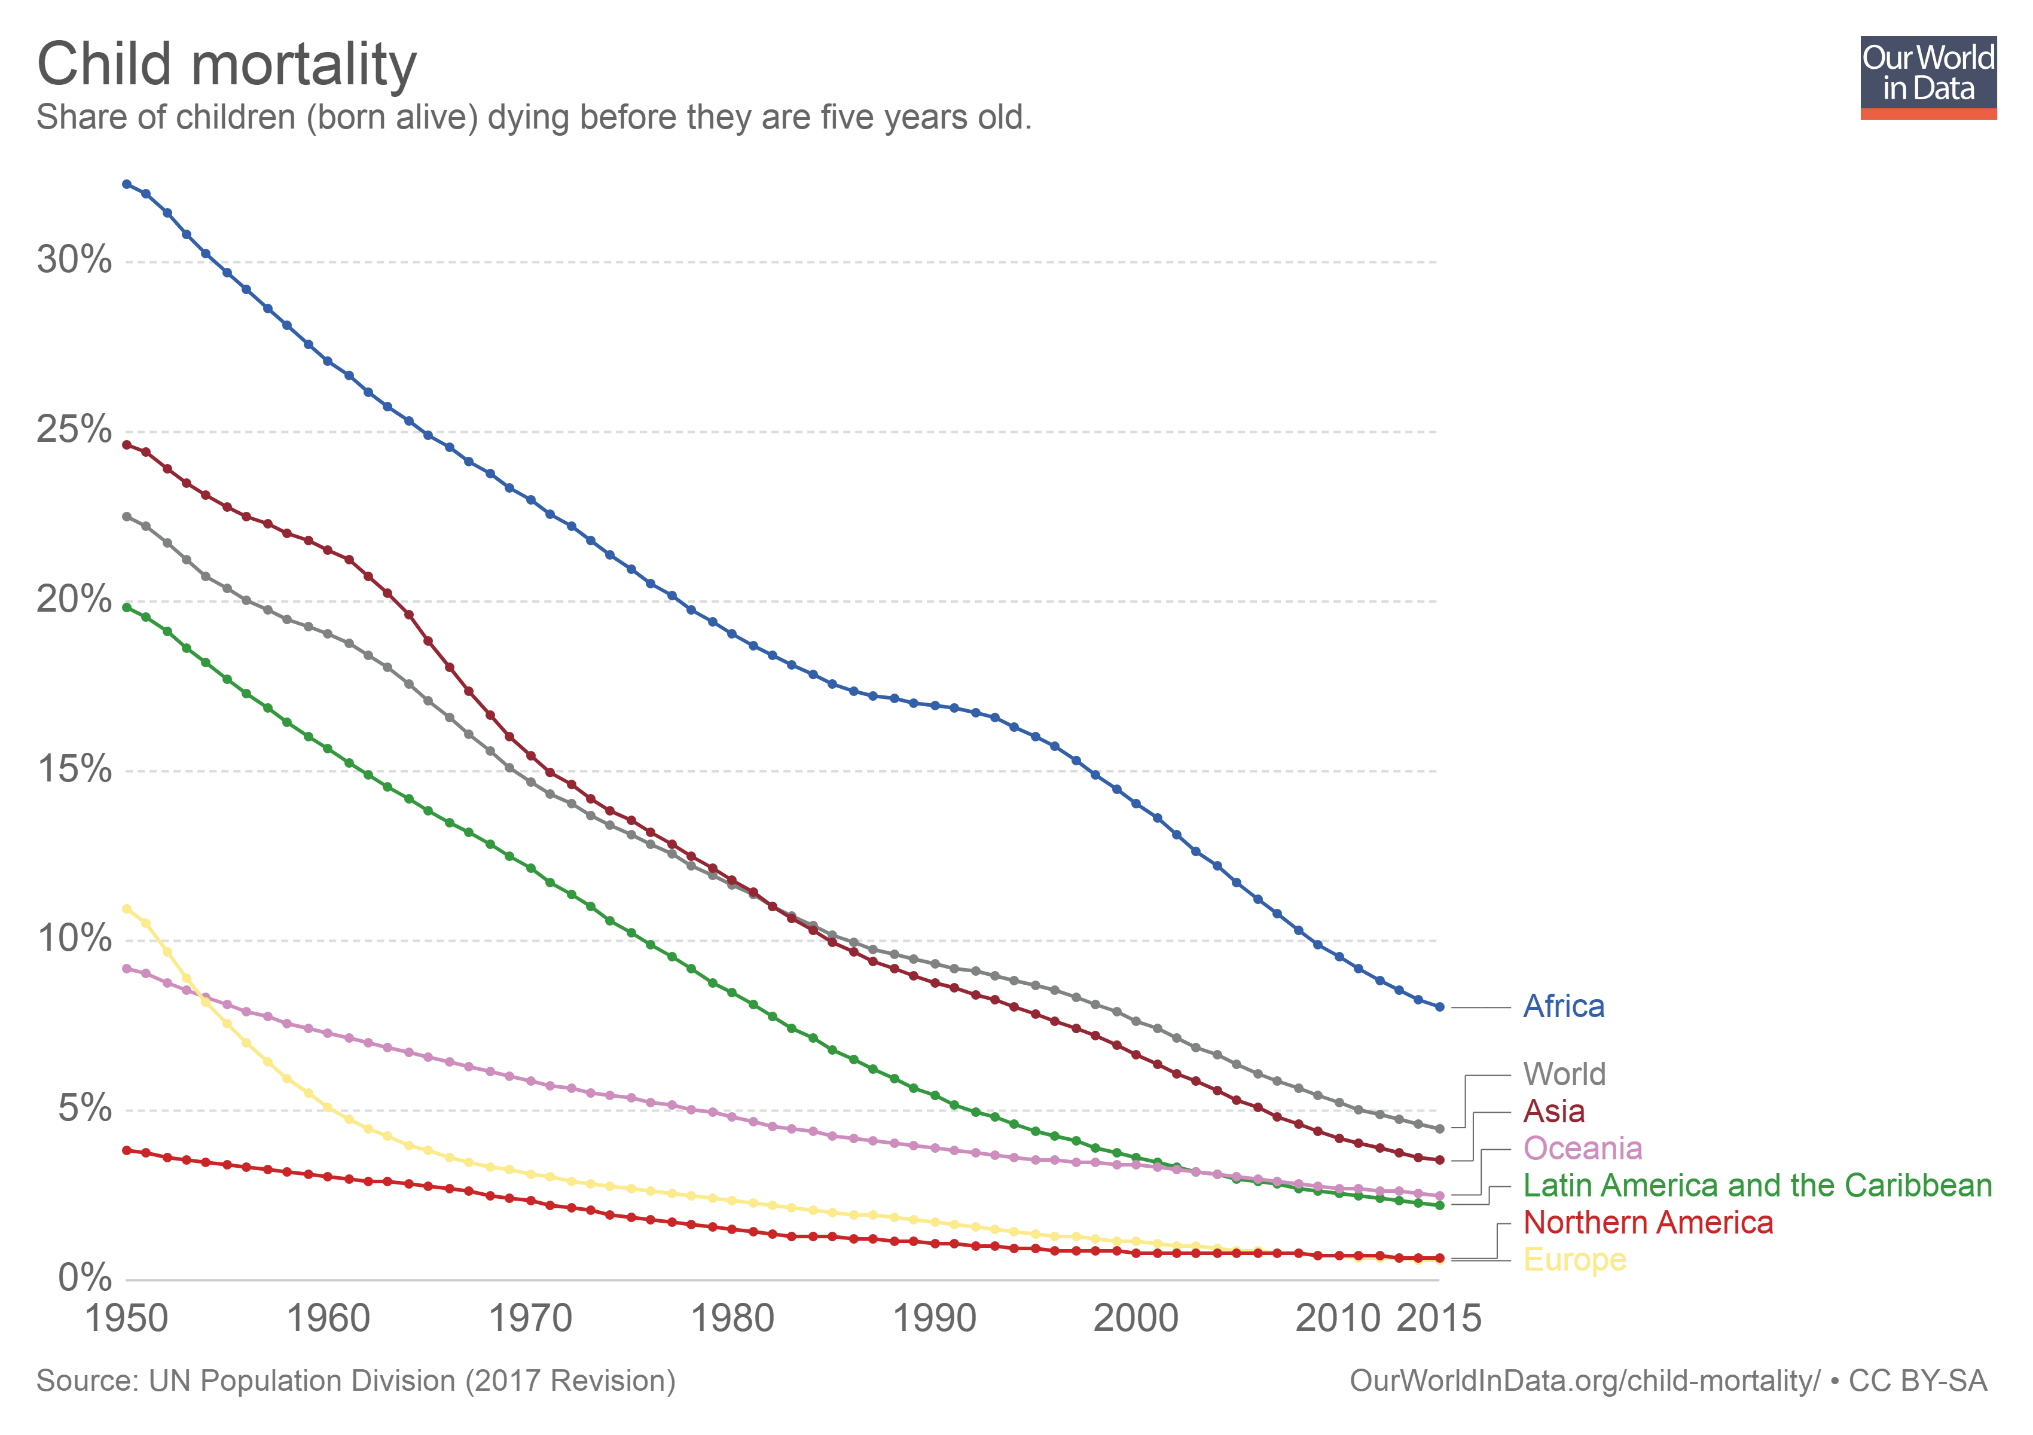 Child mortality
Share of children (born alive) dying before they are five years old.
Our World
in Data
30%
25%
20%
15%
10%
5%
0%
1950 1960 1970 1980 1990 2000 2010 2015
Africa
World
Asia
Oceania
Latin America and the Caribbean
Northern America
Europe
Source: UN Population Division (2017 Revision)
OurWorldInData.org/child-mortality/ • CC BY-SA